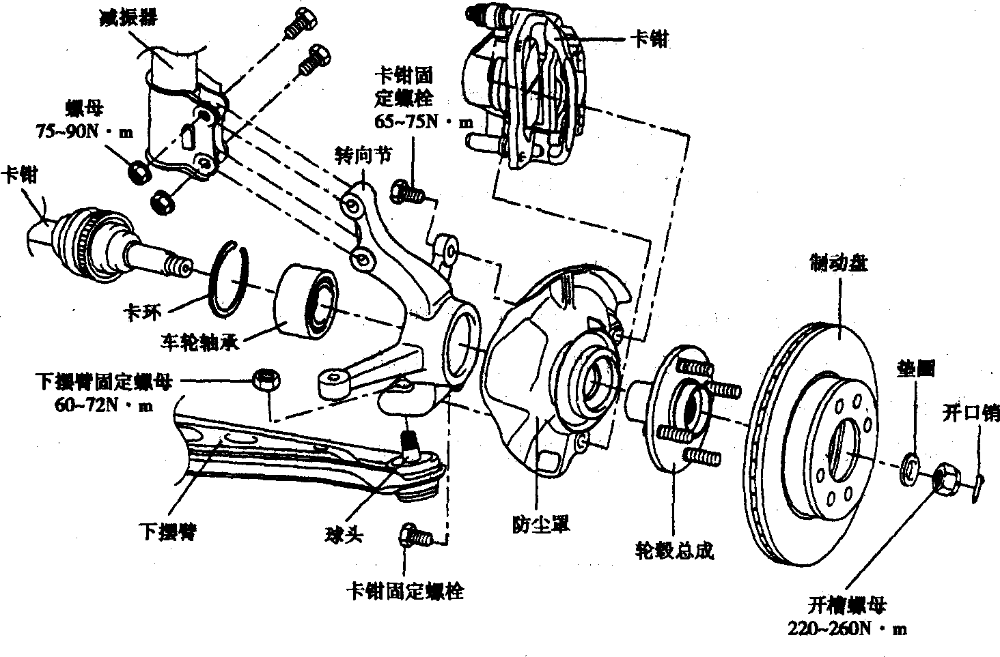 减振器
卡钳
卡钳固
定螺栓
65~75N·m
螺母
75~90N·m
转向节
卡钳
制动盘
卡环
车轮轴承
垫圈
下摆臂固定螺母
60~72N·m
开口销
下摆臂
球头
防尘罩
轮毂总成
卡钳固定螺栓
开槽螺母
220~260N·m